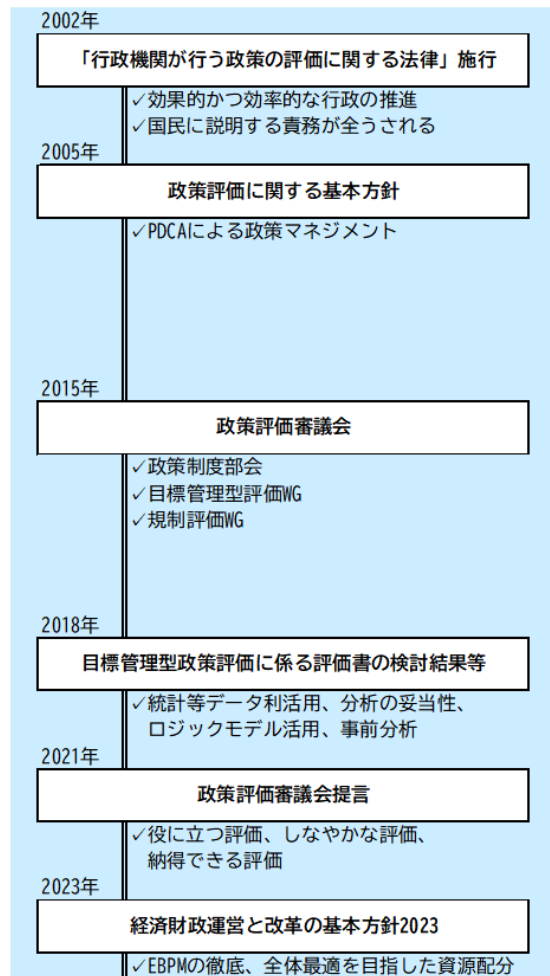 2002年
「行政機関が行う政策の評価に関する法律」施行
✓効果的かつ効率的な行政の推進
✓国民に説明する責務が全うされる
2005年
政策評価に関する基本方針
✓PDCAによる政策マネジメント
2015年
政策評価審議会
✓政策制度部会
✓目標管理型評価WG
✓規制評価WG
2018年
目標管理型政策評価に係る評価書の検討結果等
✓統計等データ利活用、分析の妥当性、
ロジックモデル活用、事前分析
2021年
政策評価審議会提言
✓役に立つ評価、しなやかな評価、
納得できる評価
2023年
経済財政運営と改革の基本方針2023
✓EBPMの徹底、全体最適を目指した資源配分